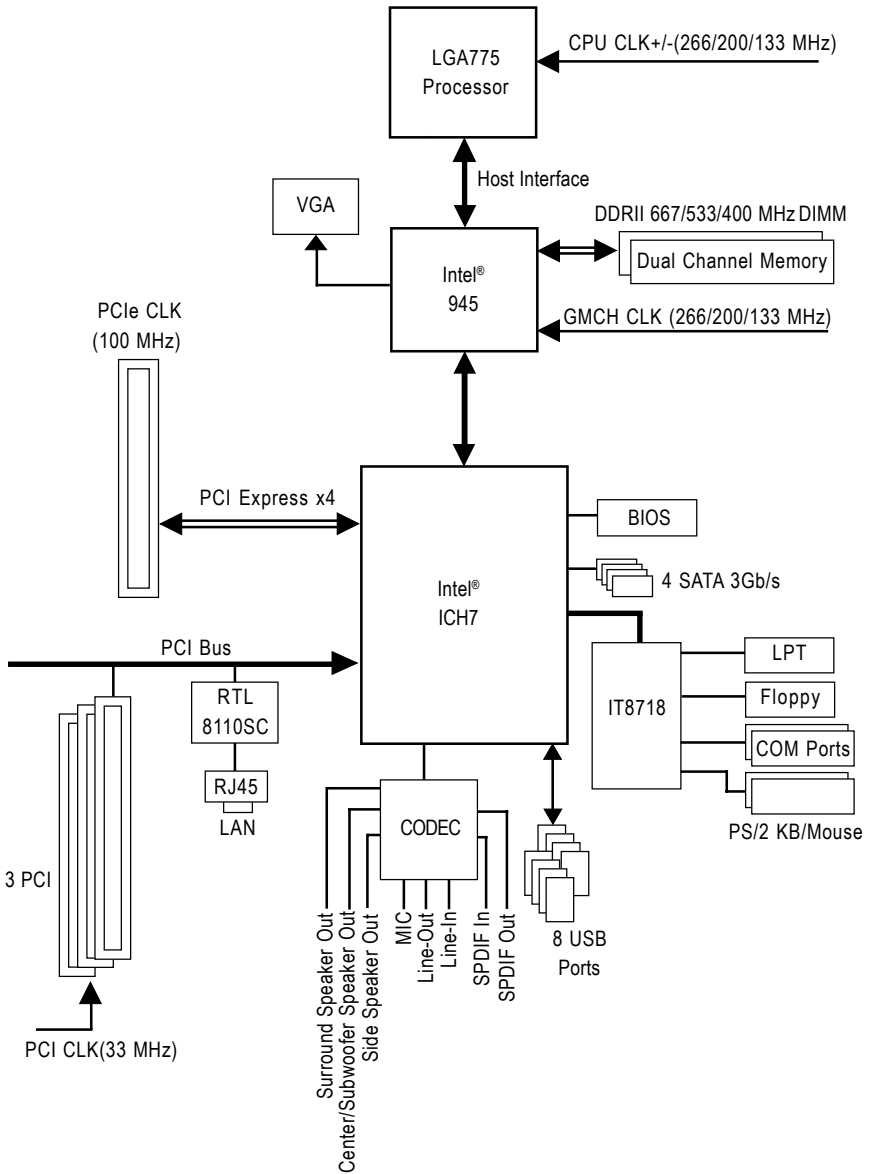 LGA775
Processor
CPU CLK+/-(266/200/133 MHz)
Host Interface
VGA
DDRII 667/533/400 MHz DIMM
Dual Channel Memory
Intel®
945
GMCH CLK (266/200/133 MHz)
PCIe CLK
(100 MHz)
PCI Express x4
BIOS
4 SATA 3Gb/s
Intel®
ICH7
PCI Bus
LPT
RTL
8110SC
IT8718
Floppy
COM Ports
RJ45
LAN
CODEC
PS/2 KB/Mouse
3 PCI
Surround Speaker Out
Center/Subwoofer Speaker Out
Side Speaker Out
MIC
Line-Out
Line-In
SPDIF In
SPDIF Out
8 USB
Ports
PCI CLK(33 MHz)